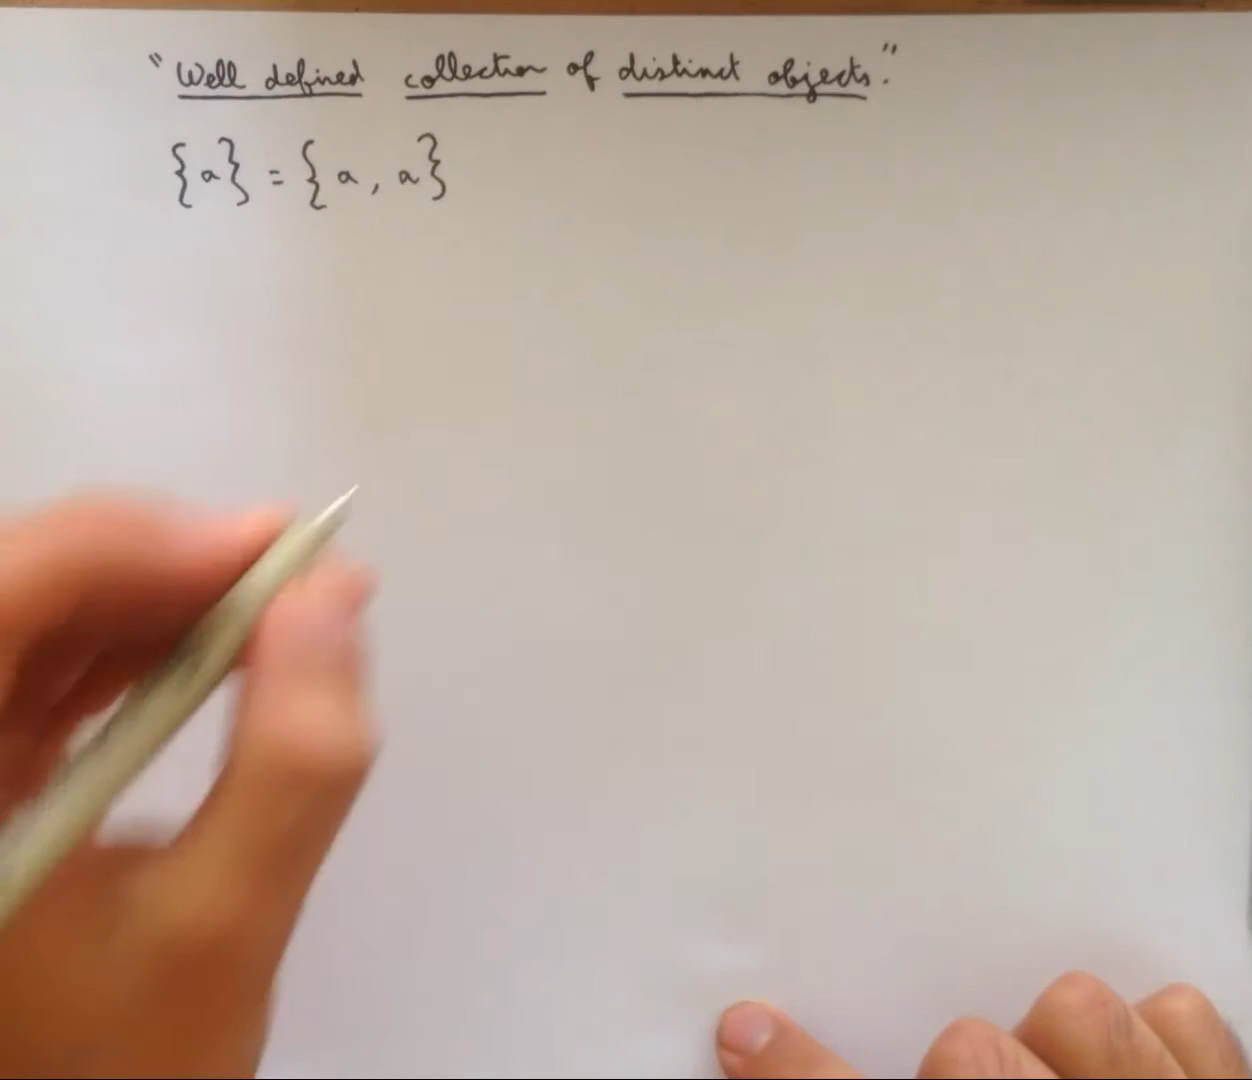 "Well defined collection of distinct objects."
{a} = {a, a}